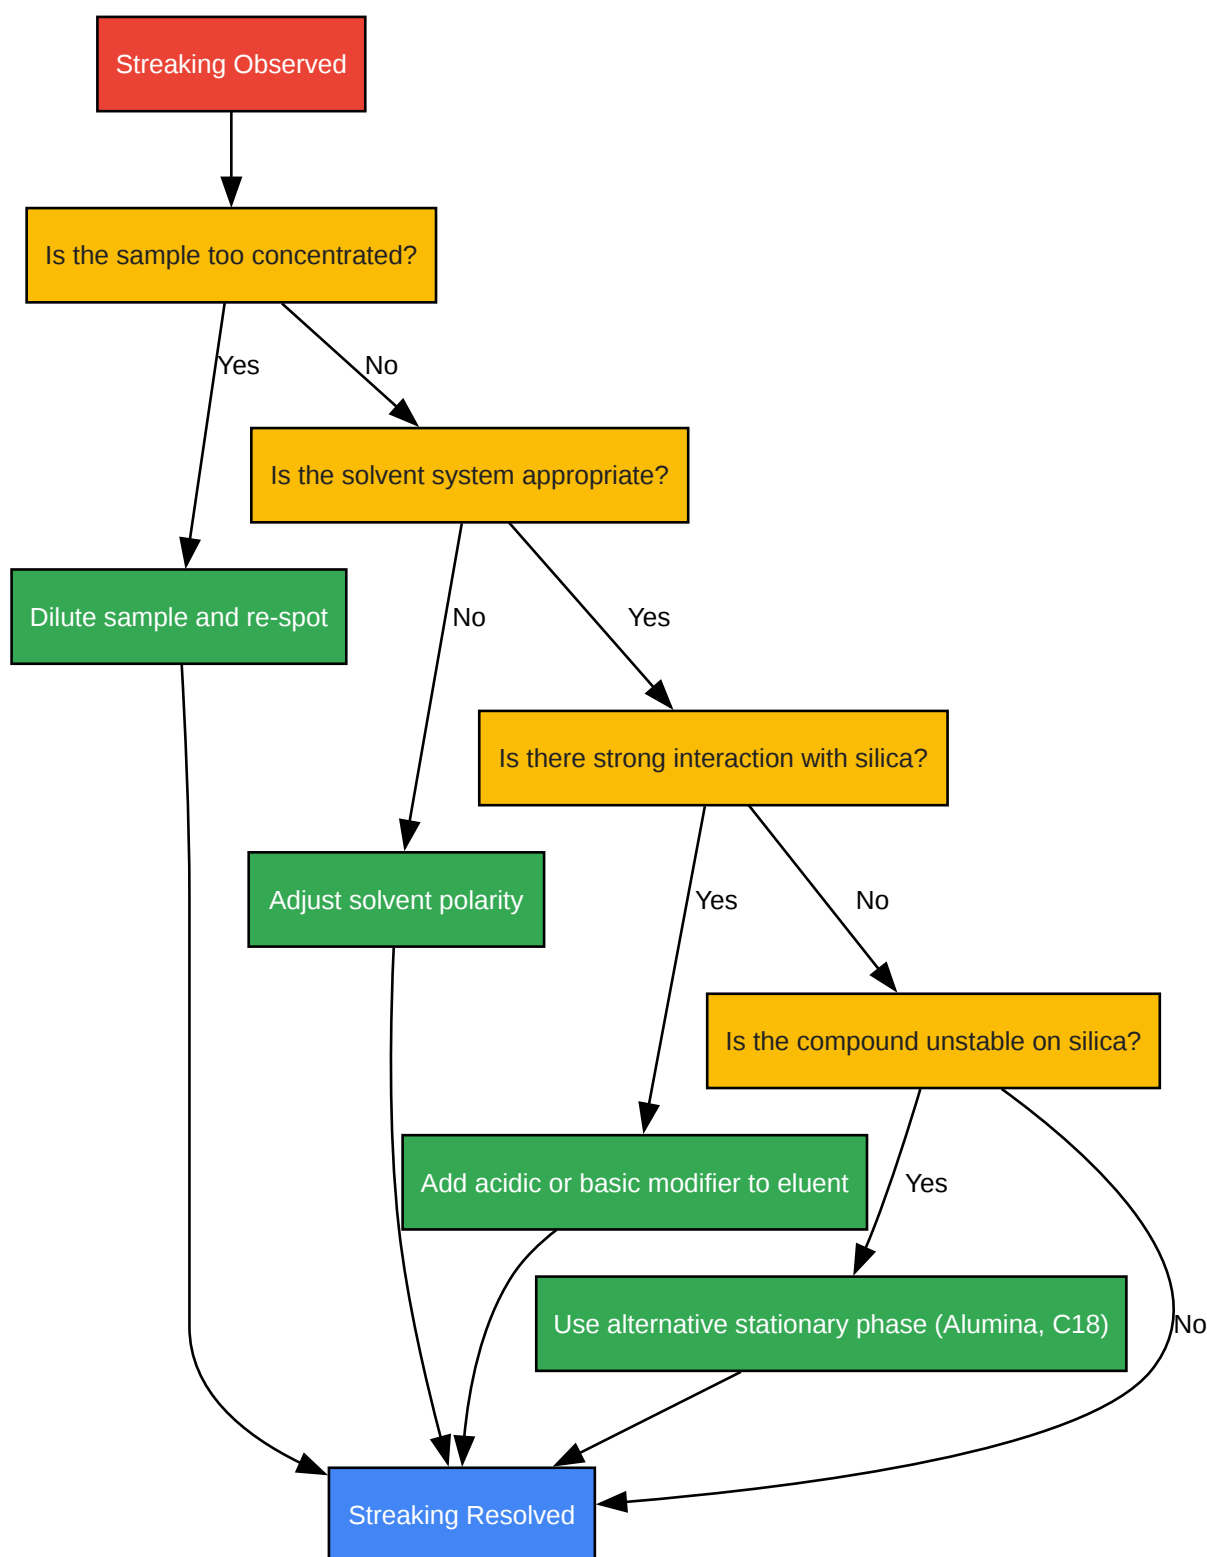 Streaking Observed
Is the sample too concentrated?
Yes
No
Is the solvent system appropriate?
Dilute sample and re-spot
No
Yes
Is there strong interaction with silica?
Adjust solvent polarity
Yes
No
Is the compound unstable on silica?
Add acidic or basic modifier to eluent
Yes
Use alternative stationary phase (Alumina, C18)
No
Streaking Resolved